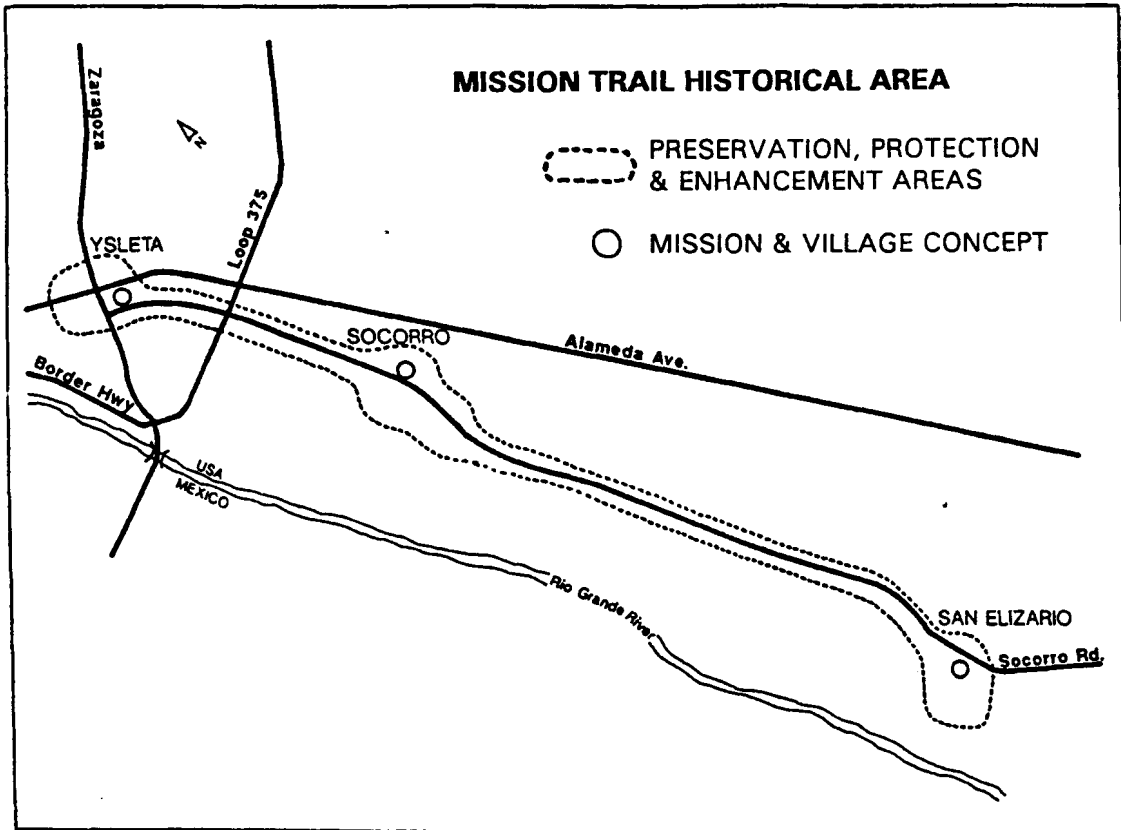 MISSION TRAIL HISTORICAL AREA
PRESERVATION, PROTECTION
& ENHANCEMENT AREAS
MISSION & VILLAGE CONCEPT
Zaragoza
N
Loop 375
YSLETA
SOCORRO
Alameda Ave.
Border Hwy
USA
MEXICO
Rio Grande River
SAN ELIZARIO
Socorro Rd.